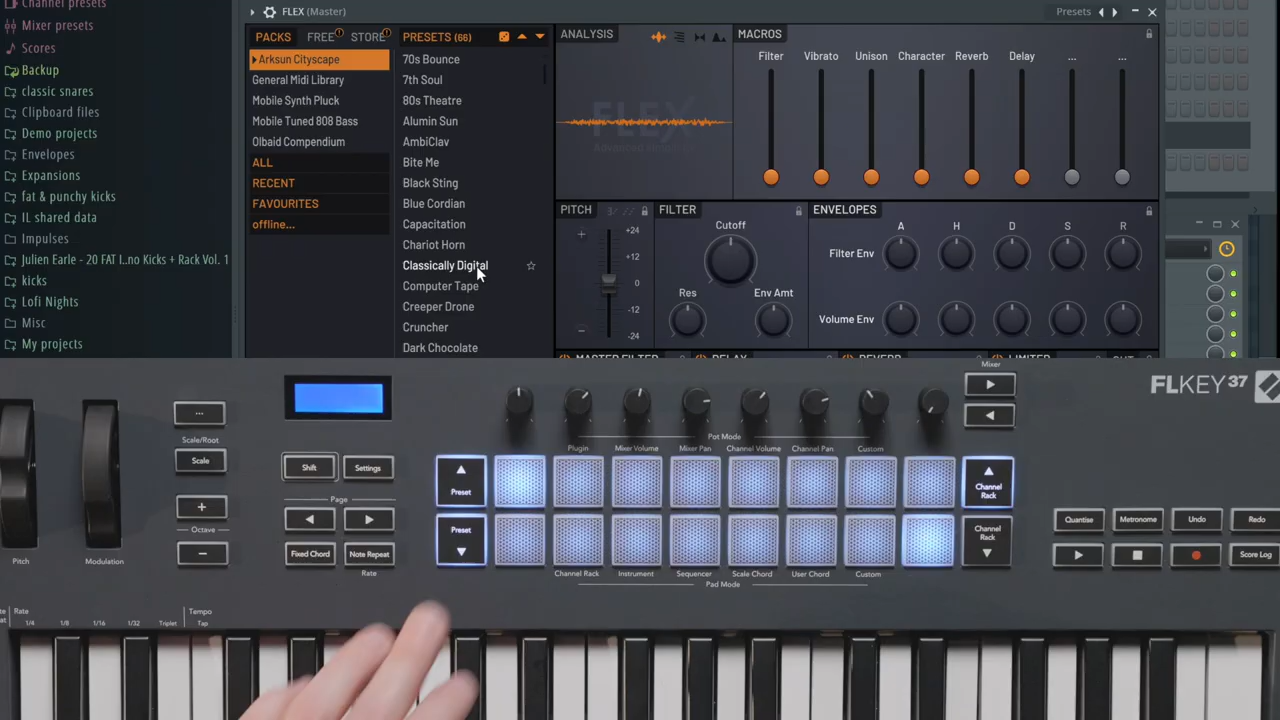 Channel presets
Mixer presets
Scores
Backup
classic snares
Clipboard files
Demo projects
Envelopes
Expansions
fat & punchy kicks
IL shared data
Impulses
Julien Earle - 20 FAT I..no Kicks + Rack Vol. 1
kicks
Lofi Nights
Misc
My projects
FLEX (Master)
Presets
PACKS
FREE
STORE
Arksun Cityscape
General Midi Library
Mobile Synth Pluck
Mobile Tuned 808 Bass
Olbaid Compendium
ALL
RECENT
FAVOURITES
offline...
PRESETS (66)
70s Bounce
7th Soul
80s Theatre
Alumin Sun
AmbiClav
Bite Me
Black Sting
Blue Cordian
Capacitation
Chariot Horn
Classically Digital
Computer Tape
Creeper Drone
Cruncher
Dark Chocolate
ANALYSIS
FLEX
MACROS
Filter Vibrato Unison Character Reverb Delay ... ...
PITCH
+24
+12
0
-12
-24
FILTER
Cutoff
Res
Env Amt
ENVELOPES
A H D S R
Filter Env
Volume Env
MASTER FILTER
DELAY
REVERB
LIMITER
OUT
Mixer
FLKEY37
Pot Mode
Plugin Mixer Volume Mixer Pan Channel Volume Channel Pan Custom
...
Scale/Root
Scale
Shift
Settings
Preset
Channel Rack
+
Octave
−
Page
Fixed Chord
Note Repeat
Rate
Preset
Channel Rack
Quantise
Metronome
Undo
Redo
Score Log
Channel Rack Instrument Sequencer Scale Chord User Chord Custom
Pad Mode
Pitch
Modulation
Rate
Tempo
1/4 1/8 1/16 1/32 Triplet Tap